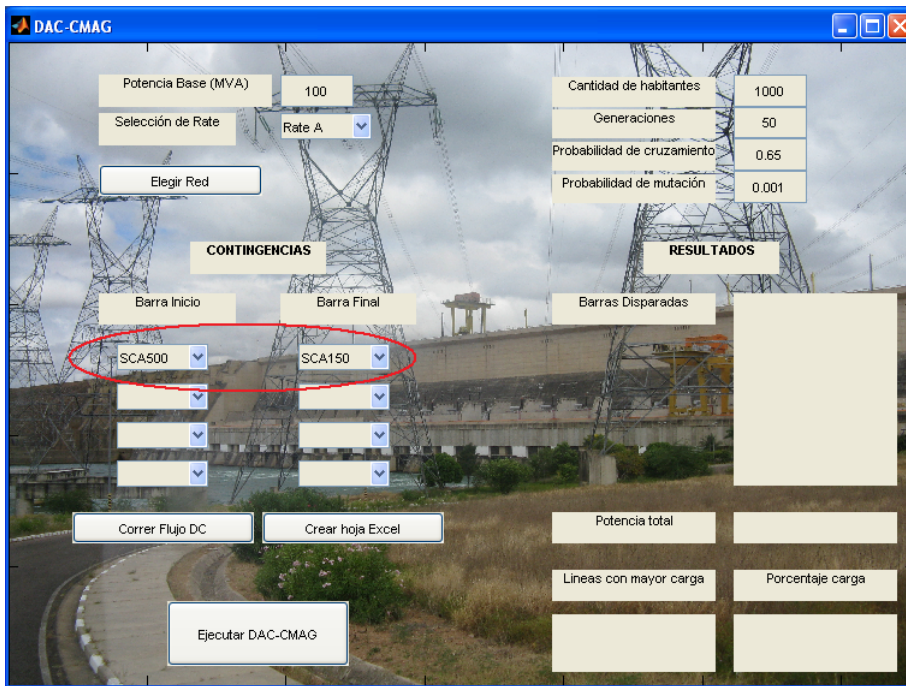 DAC-CMAG
Potencia Base (MVA)
100
Selección de Rate
Rate A
Elegir Red
Cantidad de habitantes
1000
Generaciones
50
Probabilidad de cruzamiento
0.65
Probabilidad de mutación
0.001
CONTINGENCIAS
Barra Inicio
Barra Final
SCA500
SCA150
Correr Flujo DC
Crear hoja Excel
Ejecutar DAC-CMAG
RESULTADOS
Barras Disparadas
Potencia total
Lineas con mayor carga
Porcentaje carga